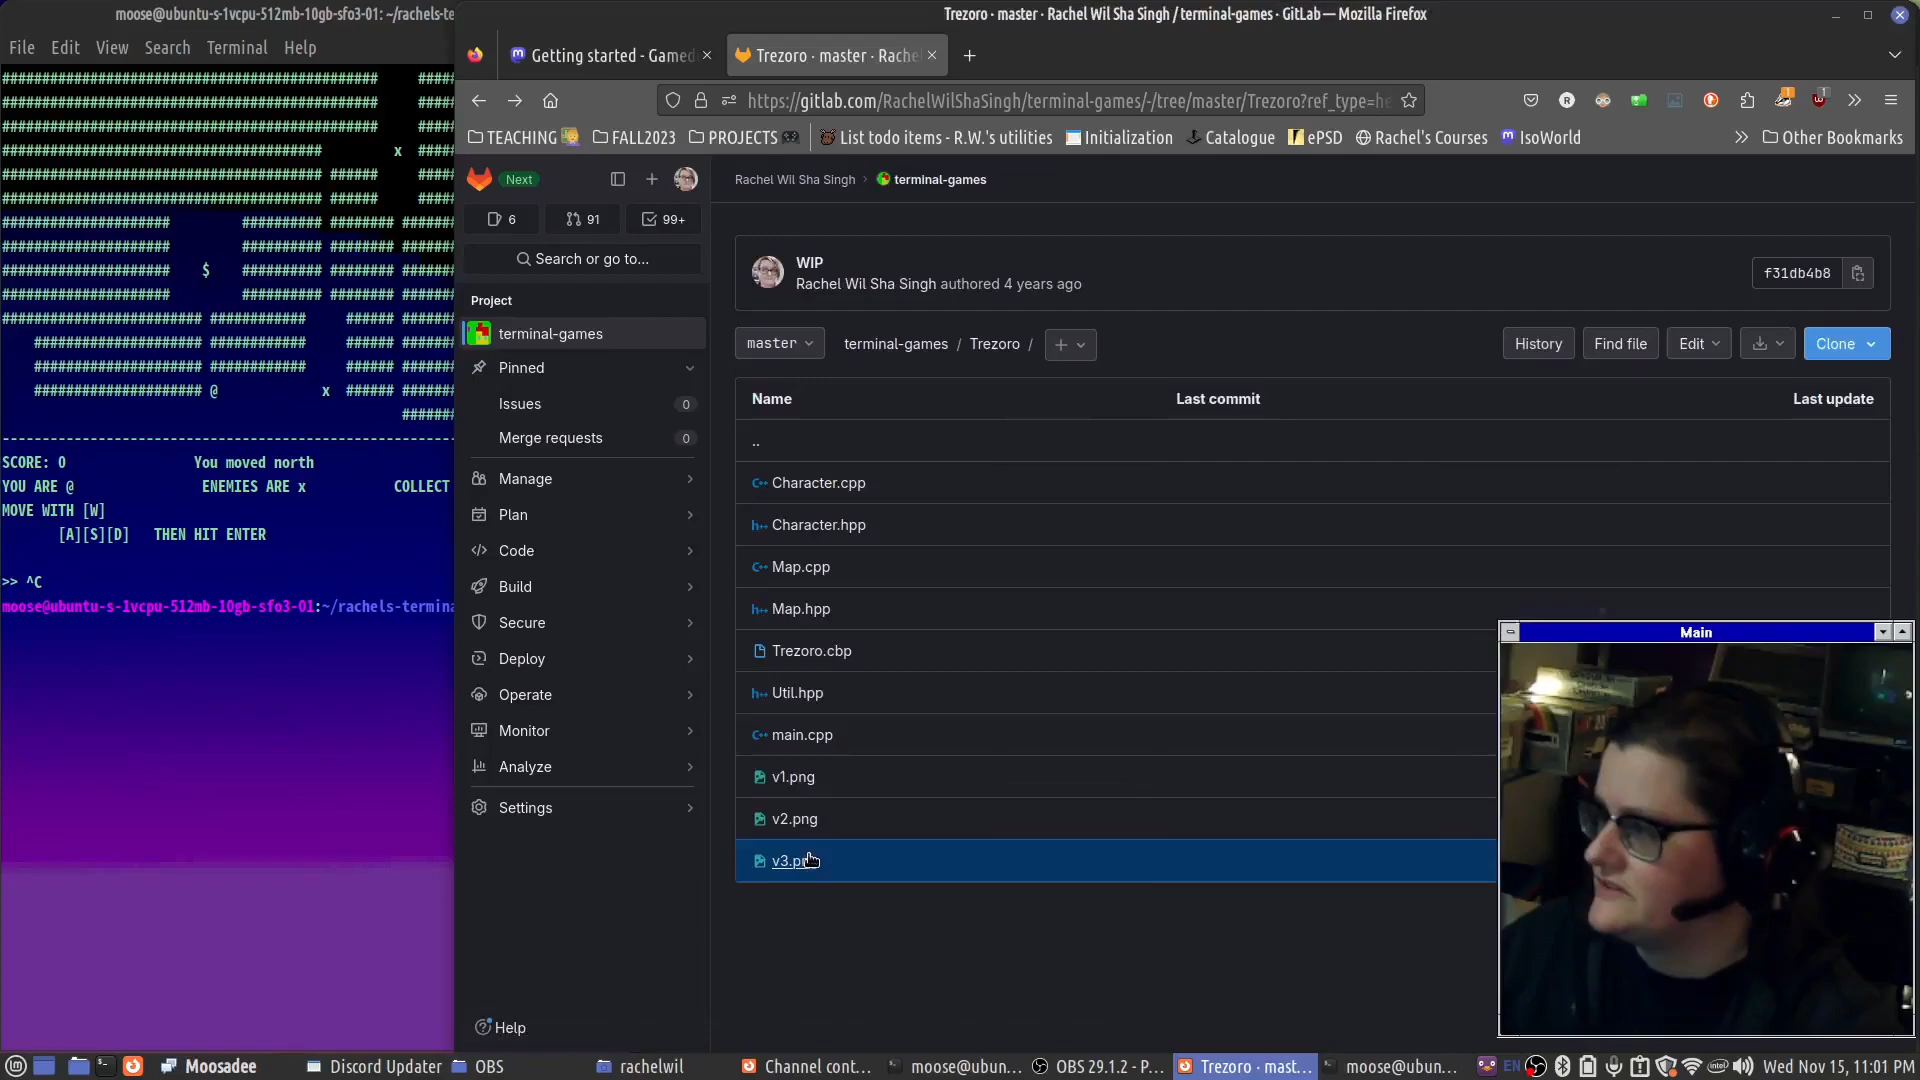 moose@ubuntu-s-1vcpu-512mb-10gb-sfo3-01: ~/rachels-te
File Edit View Search Terminal Help
############################################### ####
############################################### ####
############################################### ####
######################################## x ####
######################################## ###### ####
######################################## ###### ####
##################### ########## ######## ######
##################### ########## ######## ######
##################### $ ########## ######## ######
##################### ########## ######## ######
######################### ############ ###### ######
##################### ############ ###### ######
##################### ############ ###### ######
##################### @ x ###### ######
######
SCORE: 0 You moved north
YOU ARE @ ENEMIES ARE x COLLECT
MOVE WITH [W]
[A][S][D] THEN HIT ENTER
>> ^C
moose@ubuntu-s-1vcpu-512mb-10gb-sfo3-01:~/rachels-termina
Trezoro · master · Rachel Wil Sha Singh / terminal-games · GitLab — Mozilla Firefox
Getting started - Gamed
Trezoro · master · Rache
https://gitlab.com/RachelWilShaSingh/terminal-games/-/tree/master/Trezoro?ref_type=he
TEACHING FALL2023 PROJECTS List todo items - R.W.'s utilities Initialization Catalogue ePSD Rachel's Courses IsoWorld Other Bookmarks
Next
6 91 99+
Search or go to...
Project
terminal-games
Pinned
Issues 0
Merge requests 0
Manage
Plan
Code
Build
Secure
Deploy
Operate
Monitor
Analyze
Settings
Help
Rachel Wil Sha Singh terminal-games
WIP
Rachel Wil Sha Singh authored 4 years ago
f31db4b8
master terminal-games / Trezoro / History Find file Edit Clone
Name Last commit Last update
..
Character.cpp
Character.hpp
Map.cpp
Map.hpp
Trezoro.cbp
Util.hpp
main.cpp
v1.png
v2.png
v3.png
Main
Moosadee Discord Updater OBS rachelwil Channel cont... moose@ubun... OBS 29.1.2 - P... Trezoro · mast... moose@ubun... EN Wed Nov 15, 11:01 PM